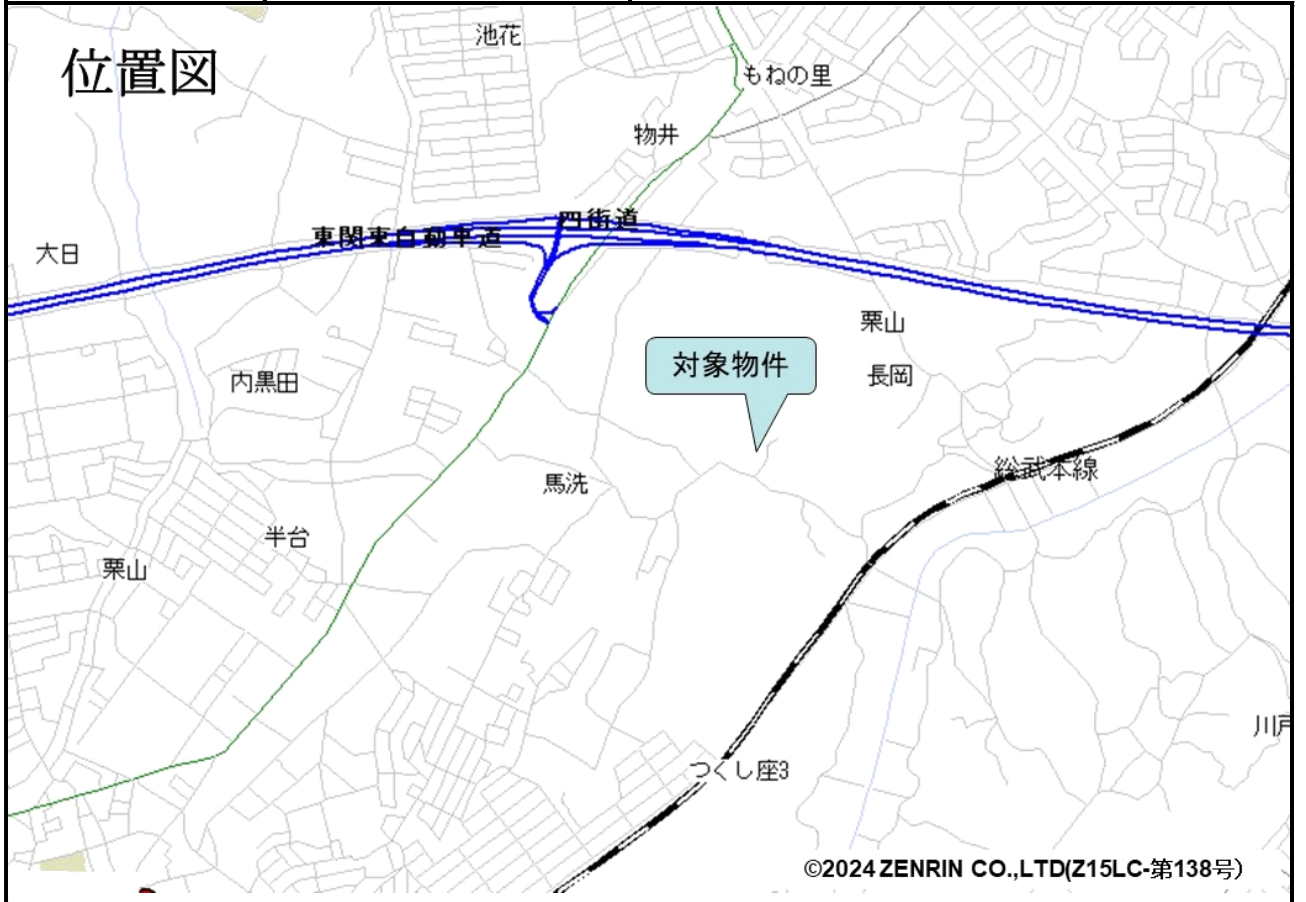 位置図
池花
もねの里
物井
四街道
東関東自動車道
大日
栗山
対象物件
長岡
内黒田
総武本線
馬洗
半台
栗山
川戸
つくし座3
©2024 ZENRIN CO.,LTD(Z15LC-第138号)